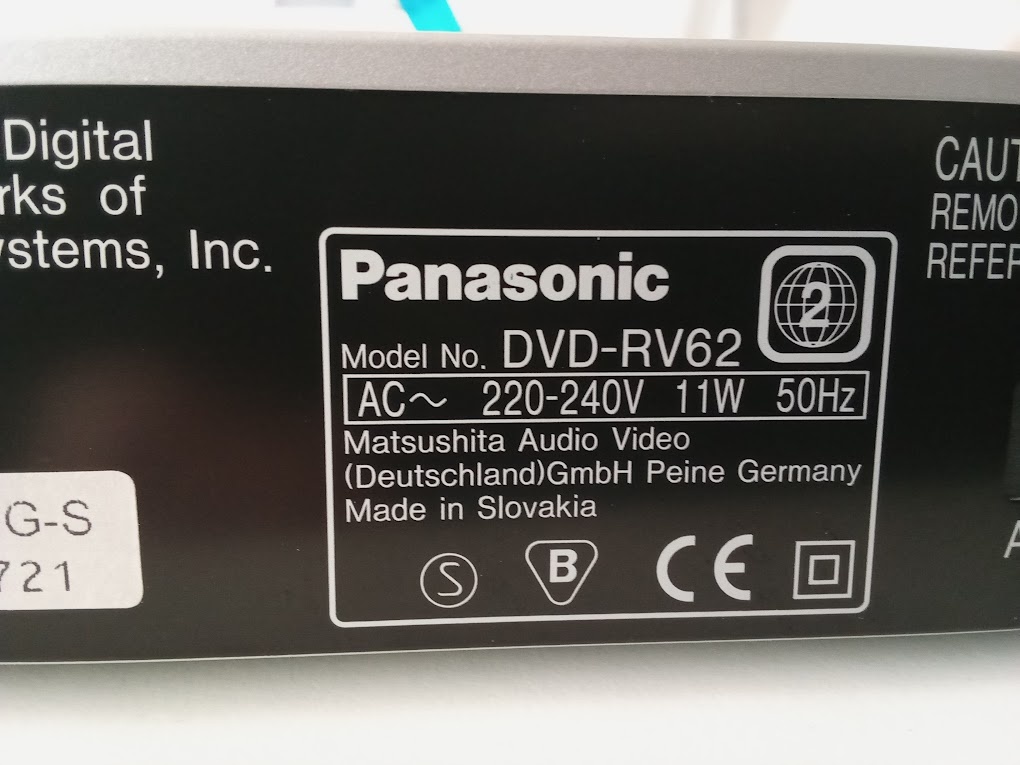 Digital
rks of
ystems, Inc.
G-S
721
Panasonic
2
Model No. DVD-RV62
AC～ 220-240V 11W 50Hz
Matsushita Audio Video
(Deutschland)GmbH Peine Germany
Made in Slovakia
S
B
CE
CAUT
REMO
REFER
A